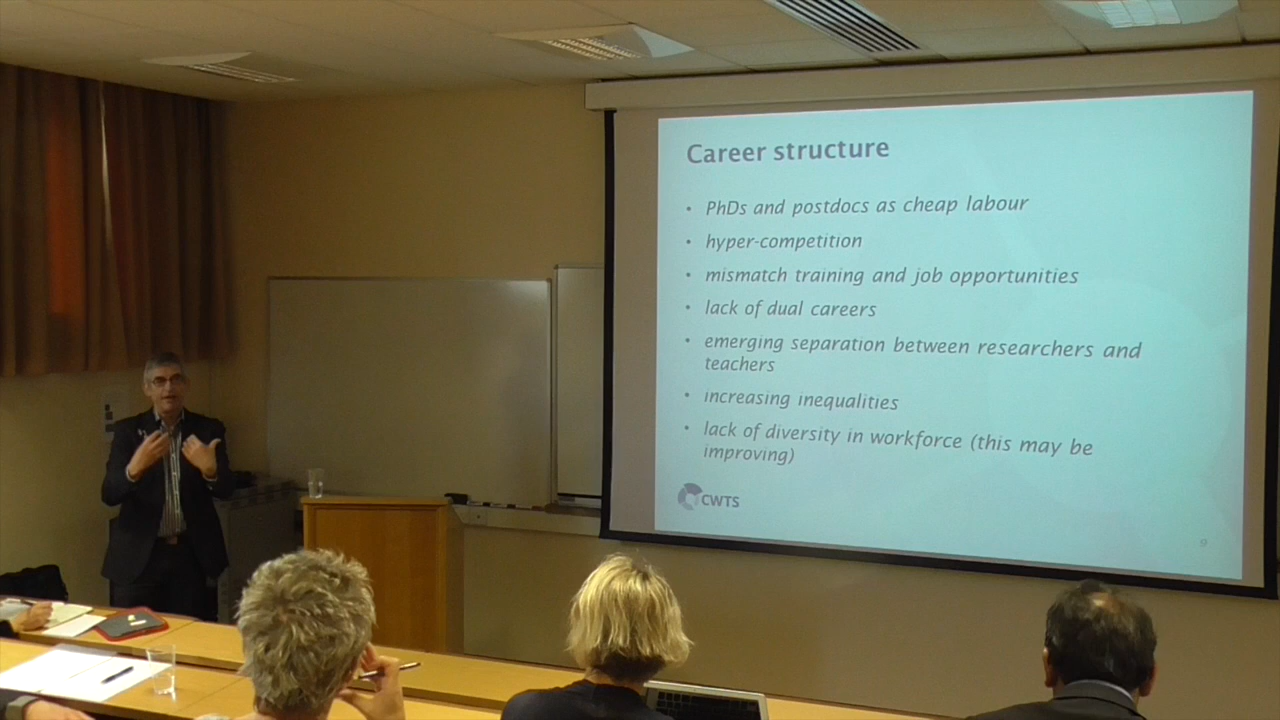 Career structure
• PhDs and postdocs as cheap labour
• hyper-competition
• mismatch training and job opportunities
• lack of dual careers
• emerging separation between researchers and
teachers
• increasing inequalities
• lack of diversity in workforce (this may be
improving)
CWTS
9